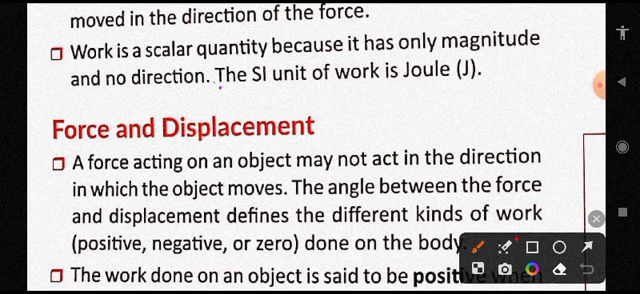 moved in the direction of the force.
Work is a scalar quantity because it has only magnitude
and no direction. The SI unit of work is Joule (J).
Force and Displacement
A force acting on an object may not act in the direction
in which the object moves. The angle between the force
and displacement defines the different kinds of work
(positive, negative, or zero) done on the body.
The work done on an object is said to be positive when